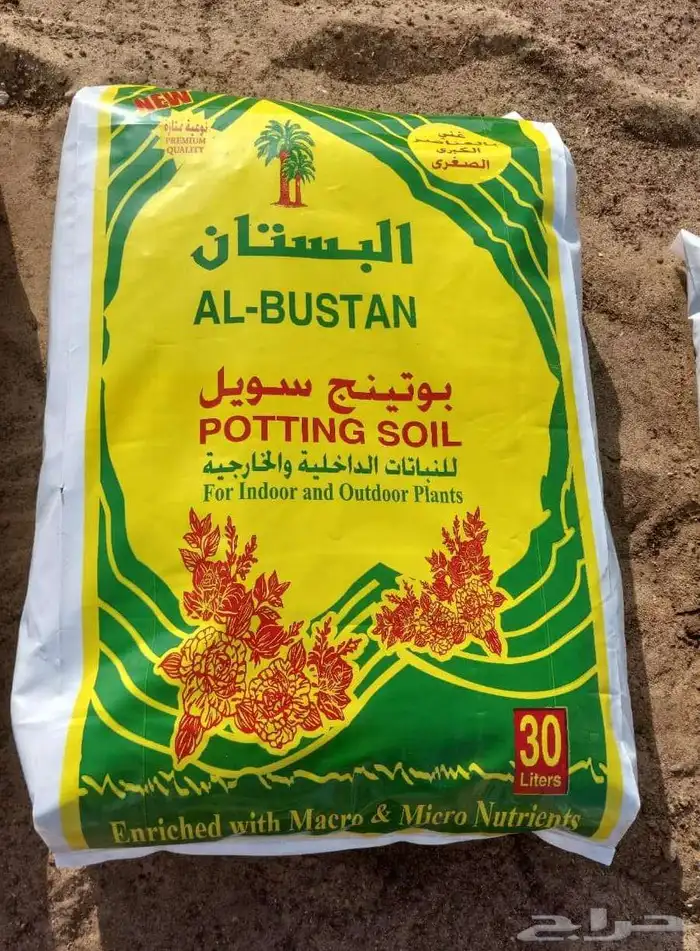 NEW
نوعية ممتازة
PREMIUM
QUALITY
غني
بالعناصر
الكبرى
الصغرى
البستان
AL-BUSTAN
بوتينج سويل
POTTING SOIL
للنباتات الداخلية والخارجية
For Indoor and Outdoor Plants
30
Liters
Enriched with Macro & Micro Nutrients
حراج